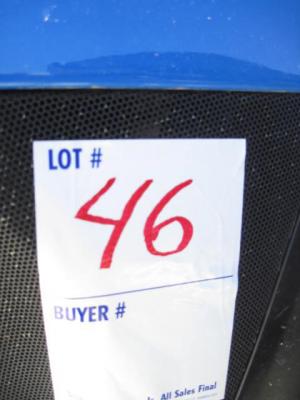 LOT #
46
BUYER #
All Sales Final